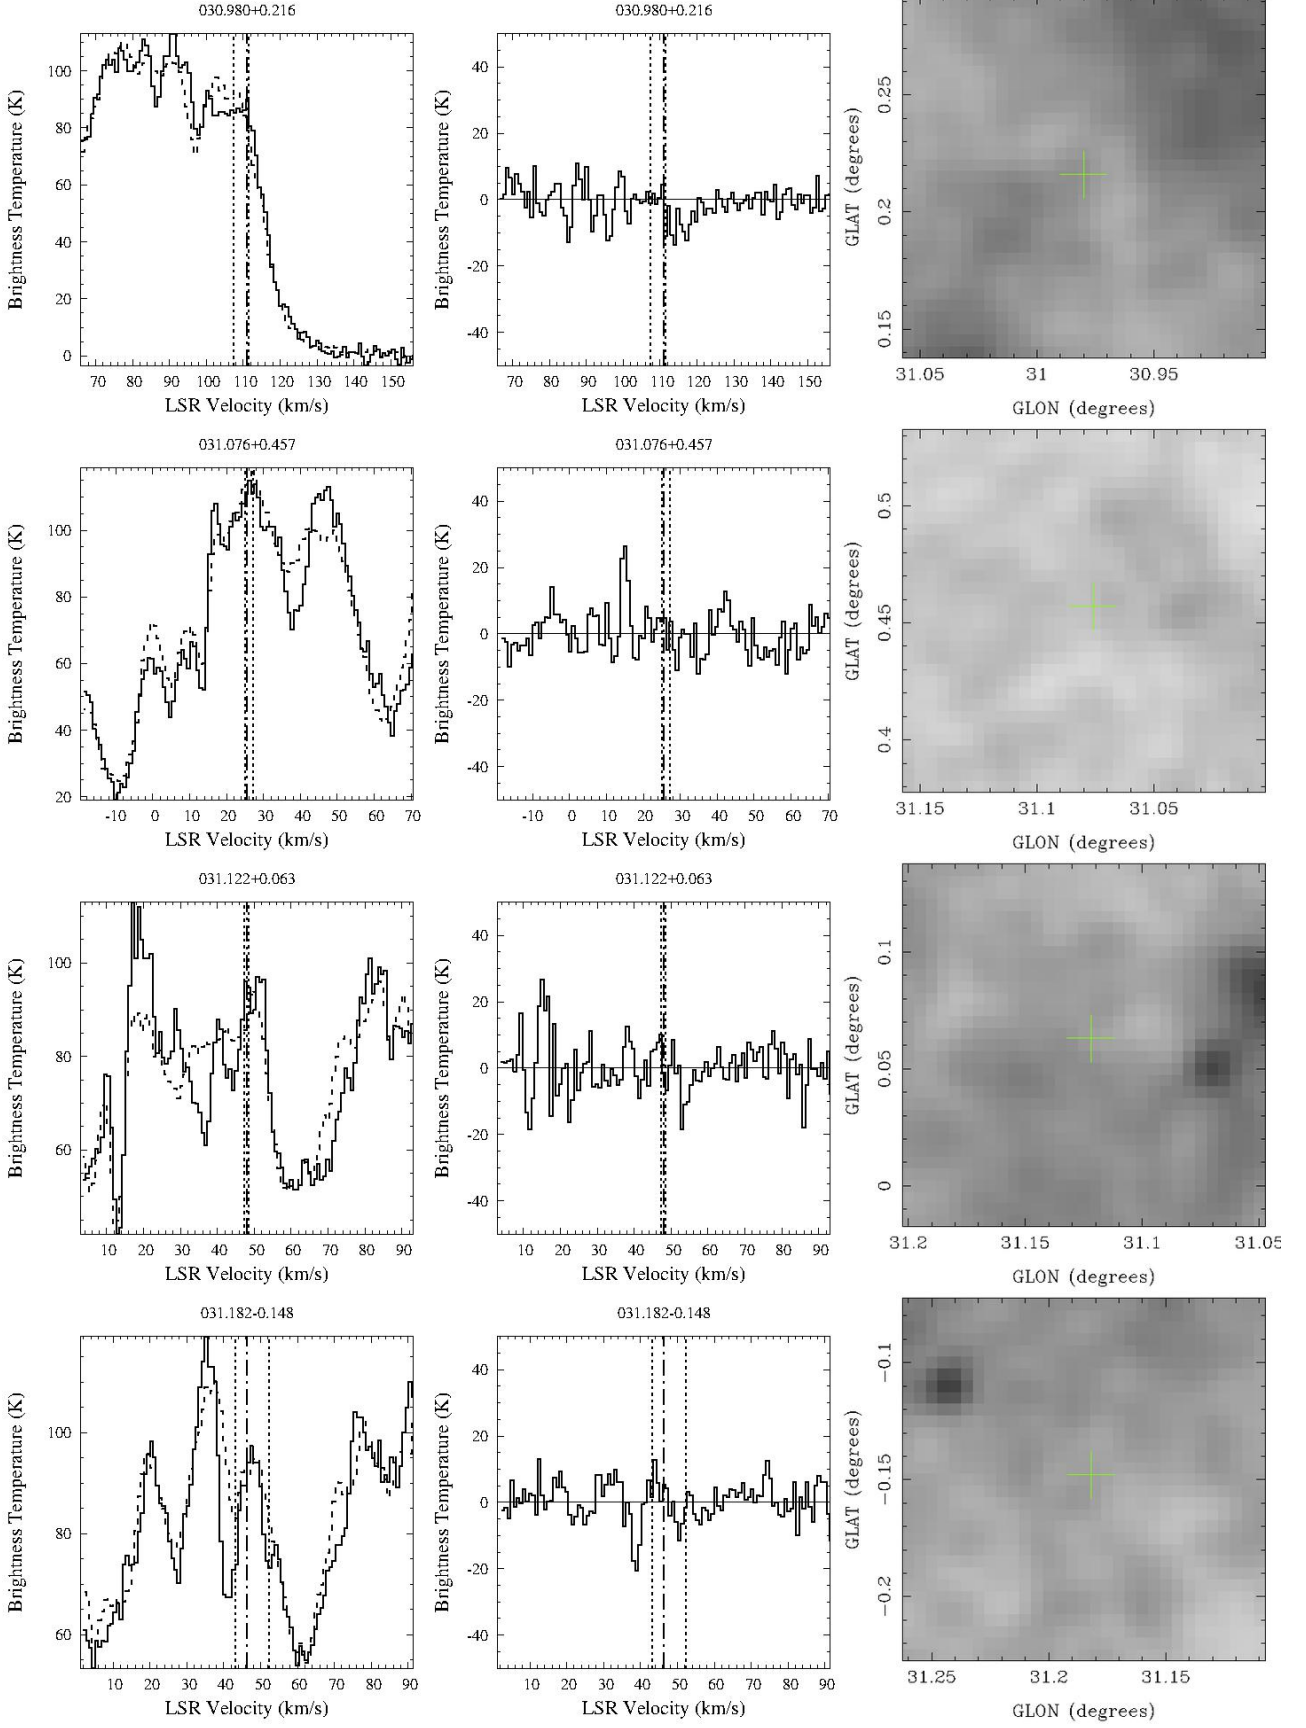 030.980+0.216
030.980+0.216
Brightness Temperature (K)
100
80
60
40
20
0
70 80 90 100 110 120 130 140 150
LSR Velocity (km/s)
Brightness Temperature (K)
40
20
0
-20
-40
70 80 90 100 110 120 130 140 150
LSR Velocity (km/s)
GLAT (degrees)
0.25
0.2
0.15
31.05 31 30.95
GLON (degrees)
031.076+0.457
031.076+0.457
Brightness Temperature (K)
100
80
60
40
20
-10 0 10 20 30 40 50 60 70
LSR Velocity (km/s)
Brightness Temperature (K)
40
20
0
-20
-40
-10 0 10 20 30 40 50 60 70
LSR Velocity (km/s)
GLAT (degrees)
0.5
0.45
0.4
31.15 31.1 31.05
GLON (degrees)
031.122+0.063
031.122+0.063
Brightness Temperature (K)
100
80
60
10 20 30 40 50 60 70 80 90
LSR Velocity (km/s)
Brightness Temperature (K)
40
20
0
-20
-40
10 20 30 40 50 60 70 80 90
LSR Velocity (km/s)
GLAT (degrees)
0.1
0.05
0
31.2 31.15 31.1 31.05
GLON (degrees)
031.182-0.148
031.182-0.148
Brightness Temperature (K)
100
80
60
10 20 30 40 50 60 70 80 90
LSR Velocity (km/s)
Brightness Temperature (K)
40
20
0
-20
-40
10 20 30 40 50 60 70 80 90
LSR Velocity (km/s)
GLAT (degrees)
−0.1
−0.15
−0.2
31.25 31.2 31.15
GLON (degrees)